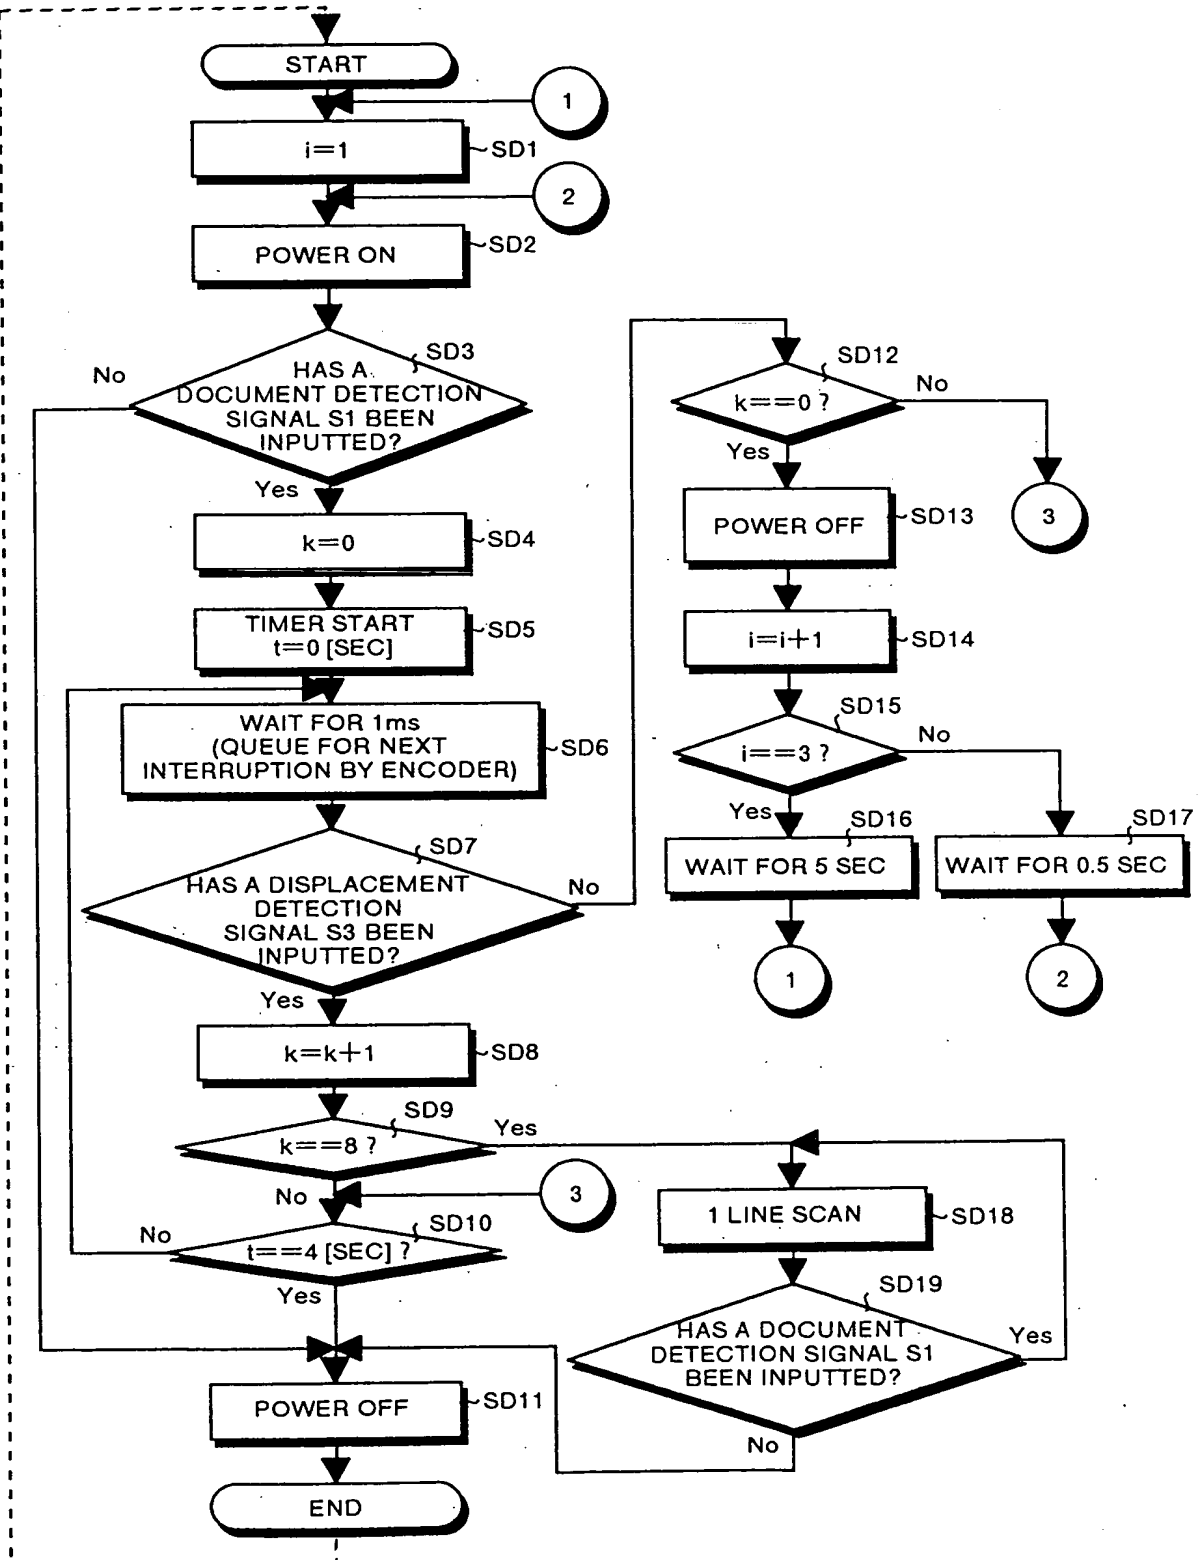 START
1
i=1
SD1
2
POWER ON
SD2
SD3
No
HAS A
DOCUMENT DETECTION
SIGNAL S1 BEEN
INPUTTED?
Yes
k=0
SD4
TIMER START
t=0 [SEC]
SD5
WAIT FOR 1ms
(QUEUE FOR NEXT
INTERRUPTION BY ENCODER)
SD6
SD7
HAS A DISPLACEMENT
DETECTION
SIGNAL S3 BEEN
INPUTTED?
No
Yes
k=k+1
SD8
SD9
k==8 ?
Yes
No
3
SD10
No
t==4 [SEC] ?
Yes
POWER OFF
SD11
END
SD12
k==0 ?
No
Yes
POWER OFF
SD13
3
i=i+1
SD14
SD15
i==3 ?
No
Yes
SD16
WAIT FOR 5 SEC
SD17
WAIT FOR 0.5 SEC
1
2
1 LINE SCAN
SD18
SD19
HAS A DOCUMENT
DETECTION SIGNAL S1
BEEN INPUTTED?
Yes
No